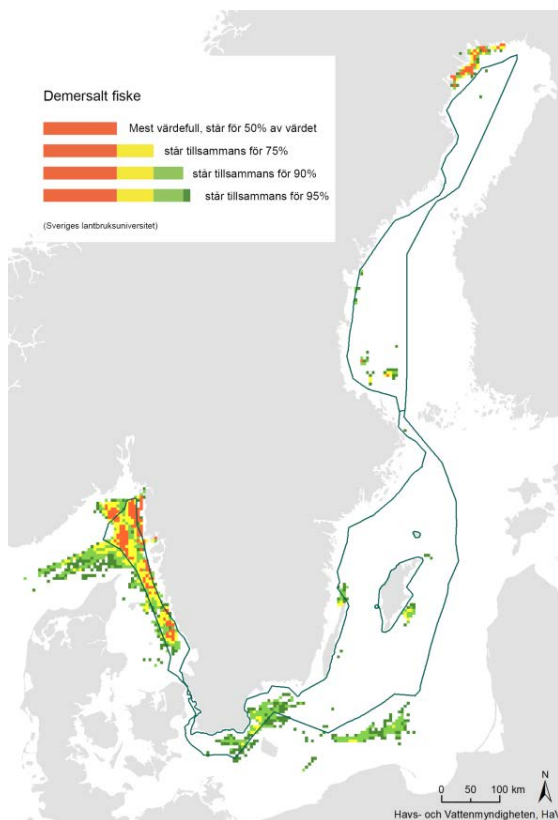 Demersalt fiske
Mest värdefull, står för 50% av värdet
står tillsammans för 75%
står tillsammans för 90%
står tillsammans för 95%
(Sveriges lantbruksuniversitet)
N
0 50 100 km
Havs- och Vattenmyndigheten, HaV